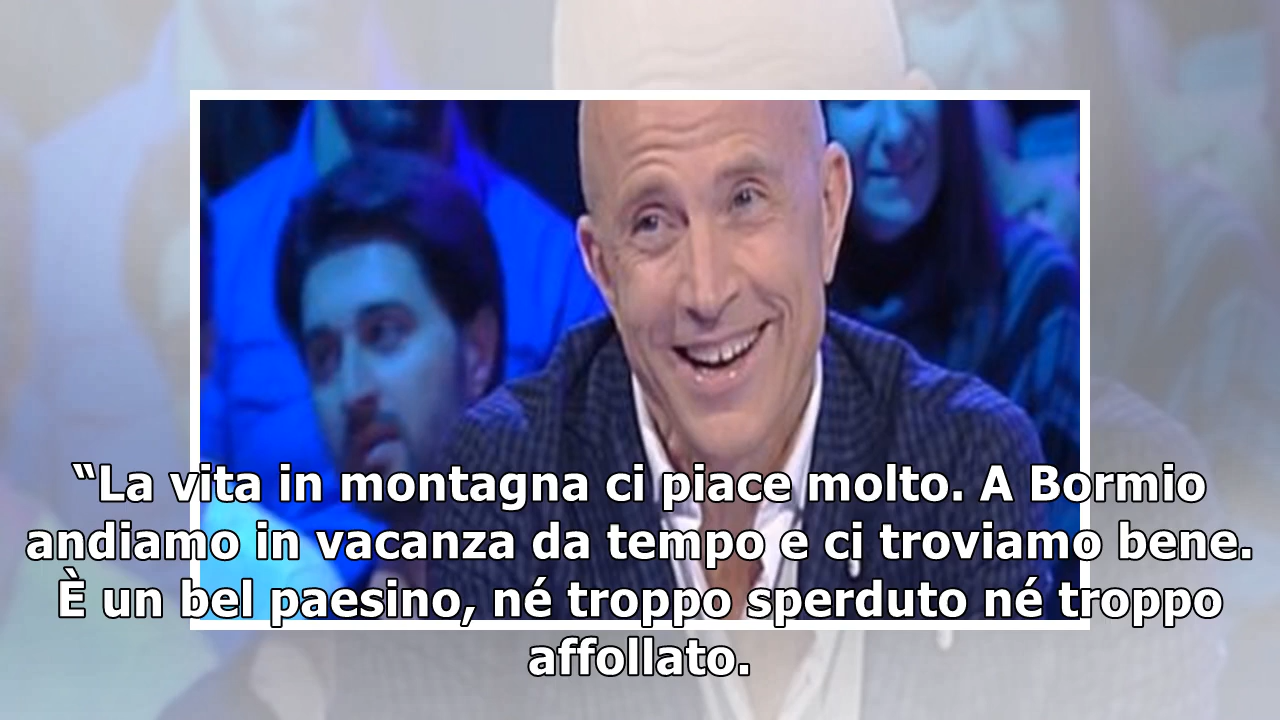 “La vita in montagna ci piace molto. A Bormio
andiamo in vacanza da tempo e ci troviamo bene.
È un bel paesino, né troppo sperduto né troppo
affollato.